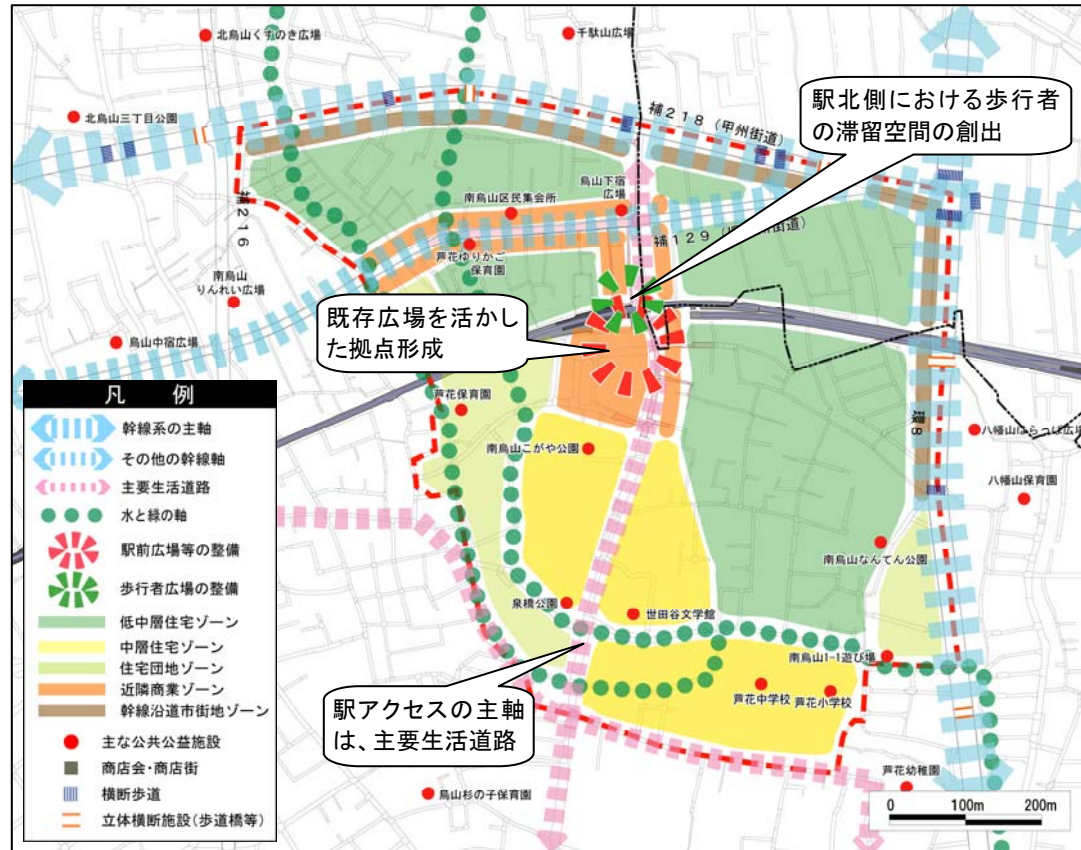 北烏山くすのき広場
千駄山広場
北烏山三丁目公園
駅北側における歩行者
の滞留空間の創出
補218(甲州街道)
烏山下宿
広場
南烏山区民集会所
補216
補129
芦花ゆりかご
保育園
南烏山
りんれい広場
既存広場を活かし
た拠点形成
烏山中宿広場
芦花保育園
環8
八幡山はらっぱ広場
南烏山こがや公園
八幡山保育園
南烏山なんてん公園
泉橋公園
世田谷文学館
南烏山1-1遊び場
駅アクセスの主軸
は、主要生活道路
芦花中学校
芦花小学校
芦花幼稚園
烏山杉の子保育園
0 100m 200m
凡 例
幹線系の主軸
その他の幹線軸
主要生活道路
水と緑の軸
駅前広場等の整備
歩行者広場の整備
低中層住宅ゾーン
中層住宅ゾーン
住宅団地ゾーン
近隣商業ゾーン
幹線沿道市街地ゾーン
主な公共公益施設
商店会・商店街
横断歩道
立体横断施設(歩道橋等)